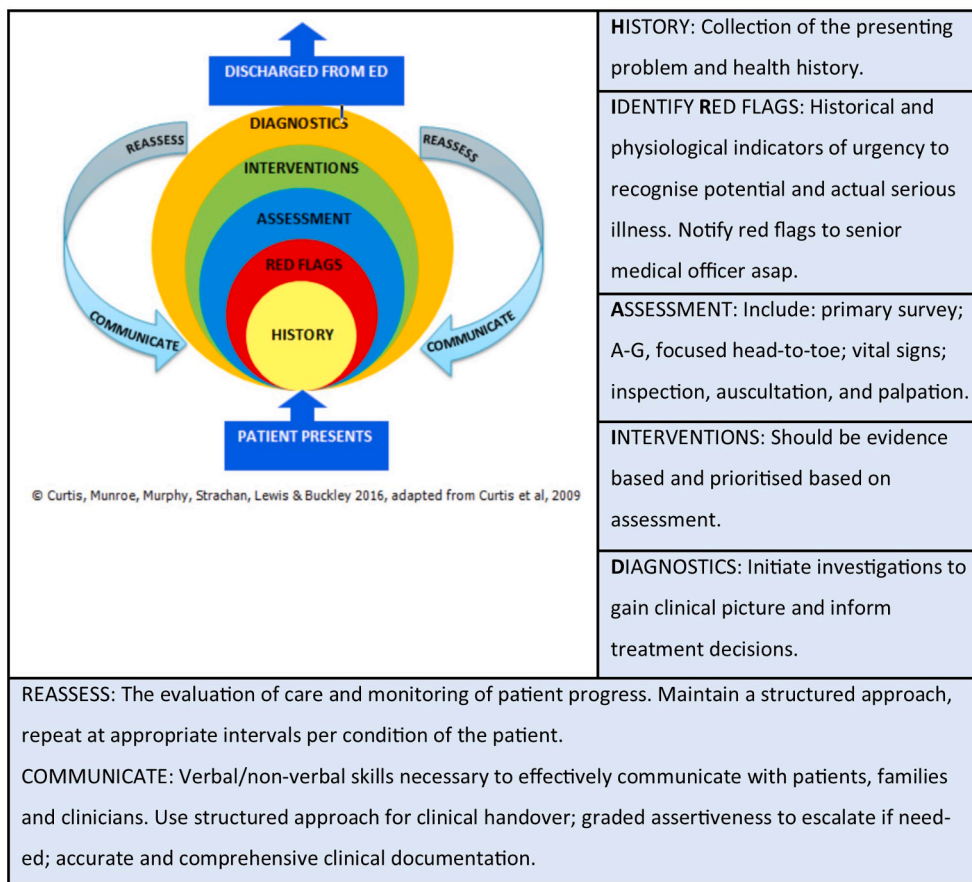 DISCHARGED FROM ED
DIAGNOSTICS
REASSESS
REASSESS
INTERVENTIONS
ASSESSMENT
RED FLAGS
COMMUNICATE
COMMUNICATE
HISTORY
PATIENT PRESENTS
© Curtis, Munroe, Murphy, Strachan, Lewis & Buckley 2016, adapted from Curtis et al, 2009
HISTORY: Collection of the presenting
problem and health history.
IDENTIFY RED FLAGS: Historical and
physiological indicators of urgency to
recognise potential and actual serious
illness. Notify red flags to senior
medical officer asap.
ASSESSMENT: Include: primary survey;
A-G, focused head-to-toe; vital signs;
inspection, auscultation, and palpation.
INTERVENTIONS: Should be evidence
based and prioritised based on
assessment.
DIAGNOSTICS: Initiate investigations to
gain clinical picture and inform
treatment decisions.
REASSESS: The evaluation of care and monitoring of patient progress. Maintain a structured approach,
repeat at appropriate intervals per condition of the patient.
COMMUNICATE: Verbal/non-verbal skills necessary to effectively communicate with patients, families
and clinicians. Use structured approach for clinical handover; graded assertiveness to escalate if need-
ed; accurate and comprehensive clinical documentation.